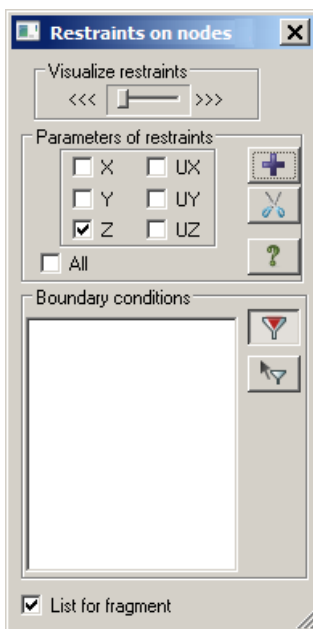 Restraints on nodes
Visualize restraints
<<< >>>
Parameters of restraints
X UX
Y UY
Z UZ
All
?
Boundary conditions
List for fragment